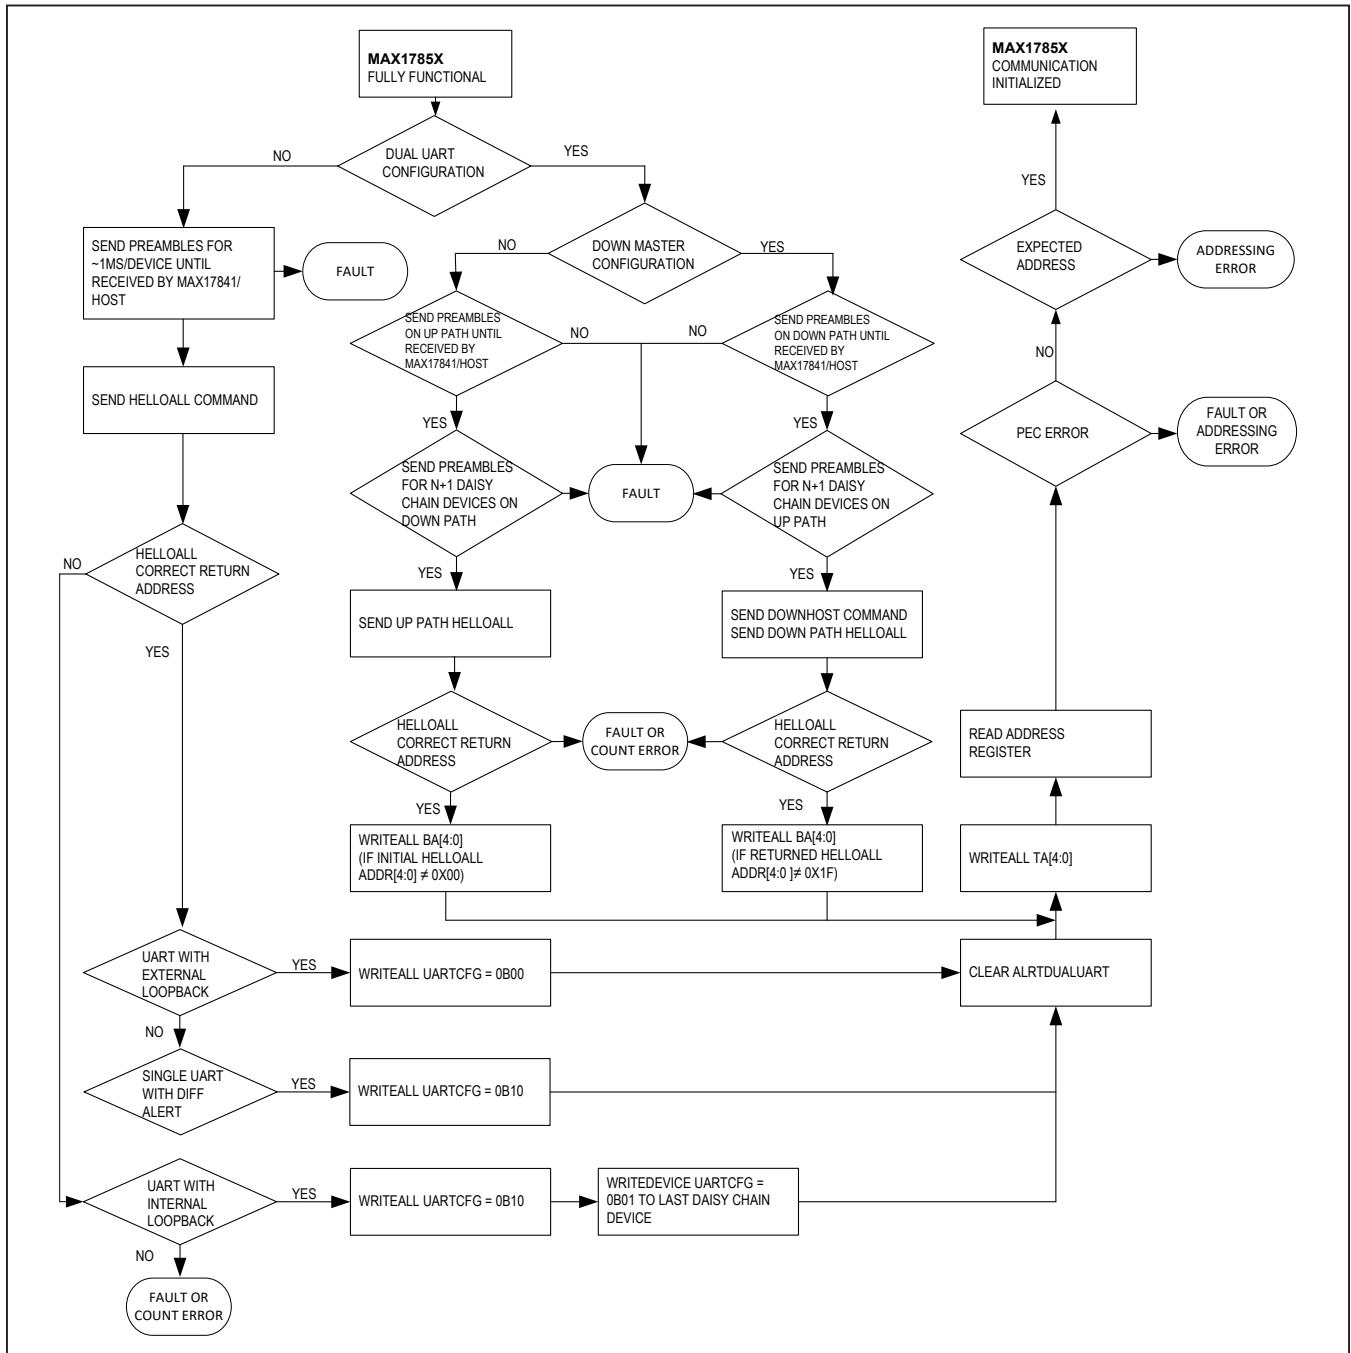 MAX1785X
FULLY FUNCTIONAL
MAX1785X
COMMUNICATION
INITIALIZED
DUAL UART
CONFIGURATION
NO
YES
SEND PREAMBLES FOR
~1MS/DEVICE UNTIL
RECEIVED BY MAX17841/
HOST
FAULT
NO
DOWN MASTER
CONFIGURATION
YES
YES
EXPECTED
ADDRESS
ADDRESSING
ERROR
SEND PREAMBLES
ON UP PATH UNTIL
RECEIVED BY
MAX17841/HOST
NO
NO
SEND PREAMBLES
ON DOWN PATH UNTIL
RECEIVED BY
MAX17841/HOST
NO
SEND HELLOALL COMMAND
YES
YES
PEC ERROR
FAULT OR
ADDRESSING
ERROR
SEND PREAMBLES
FOR N+1 DAISY
CHAIN DEVICES ON
DOWN PATH
FAULT
SEND PREAMBLES
FOR N+1 DAISY
CHAIN DEVICES ON
UP PATH
NO
HELLOALL
CORRECT RETURN
ADDRESS
YES
YES
YES
SEND UP PATH HELLOALL
SEND DOWNHOST COMMAND
SEND DOWN PATH HELLOALL
HELLOALL
CORRECT RETURN
ADDRESS
FAULT OR
COUNT ERROR
HELLOALL
CORRECT RETURN
ADDRESS
READ ADDRESS
REGISTER
YES
YES
WRITEALL BA[4:0]
(IF INITIAL HELLOALL
ADDR[4:0] ≠ 0X00)
WRITEALL BA[4:0]
(IF RETURNED HELLOALL
ADDR[4:0 ]≠ 0X1F)
WRITEALL TA[4:0]
UART WITH
EXTERNAL
LOOPBACK
YES
WRITEALL UARTCFG = 0B00
CLEAR ALRTDUALUART
NO
SINGLE UART
WITH DIFF
ALERT
YES
WRITEALL UARTCFG = 0B10
UART WITH
INTERNAL
LOOPBACK
YES
WRITEALL UARTCFG = 0B10
WRITEDEVICE UARTCFG =
0B01 TO LAST DAISY CHAIN
DEVICE
NO
FAULT OR
COUNT ERROR